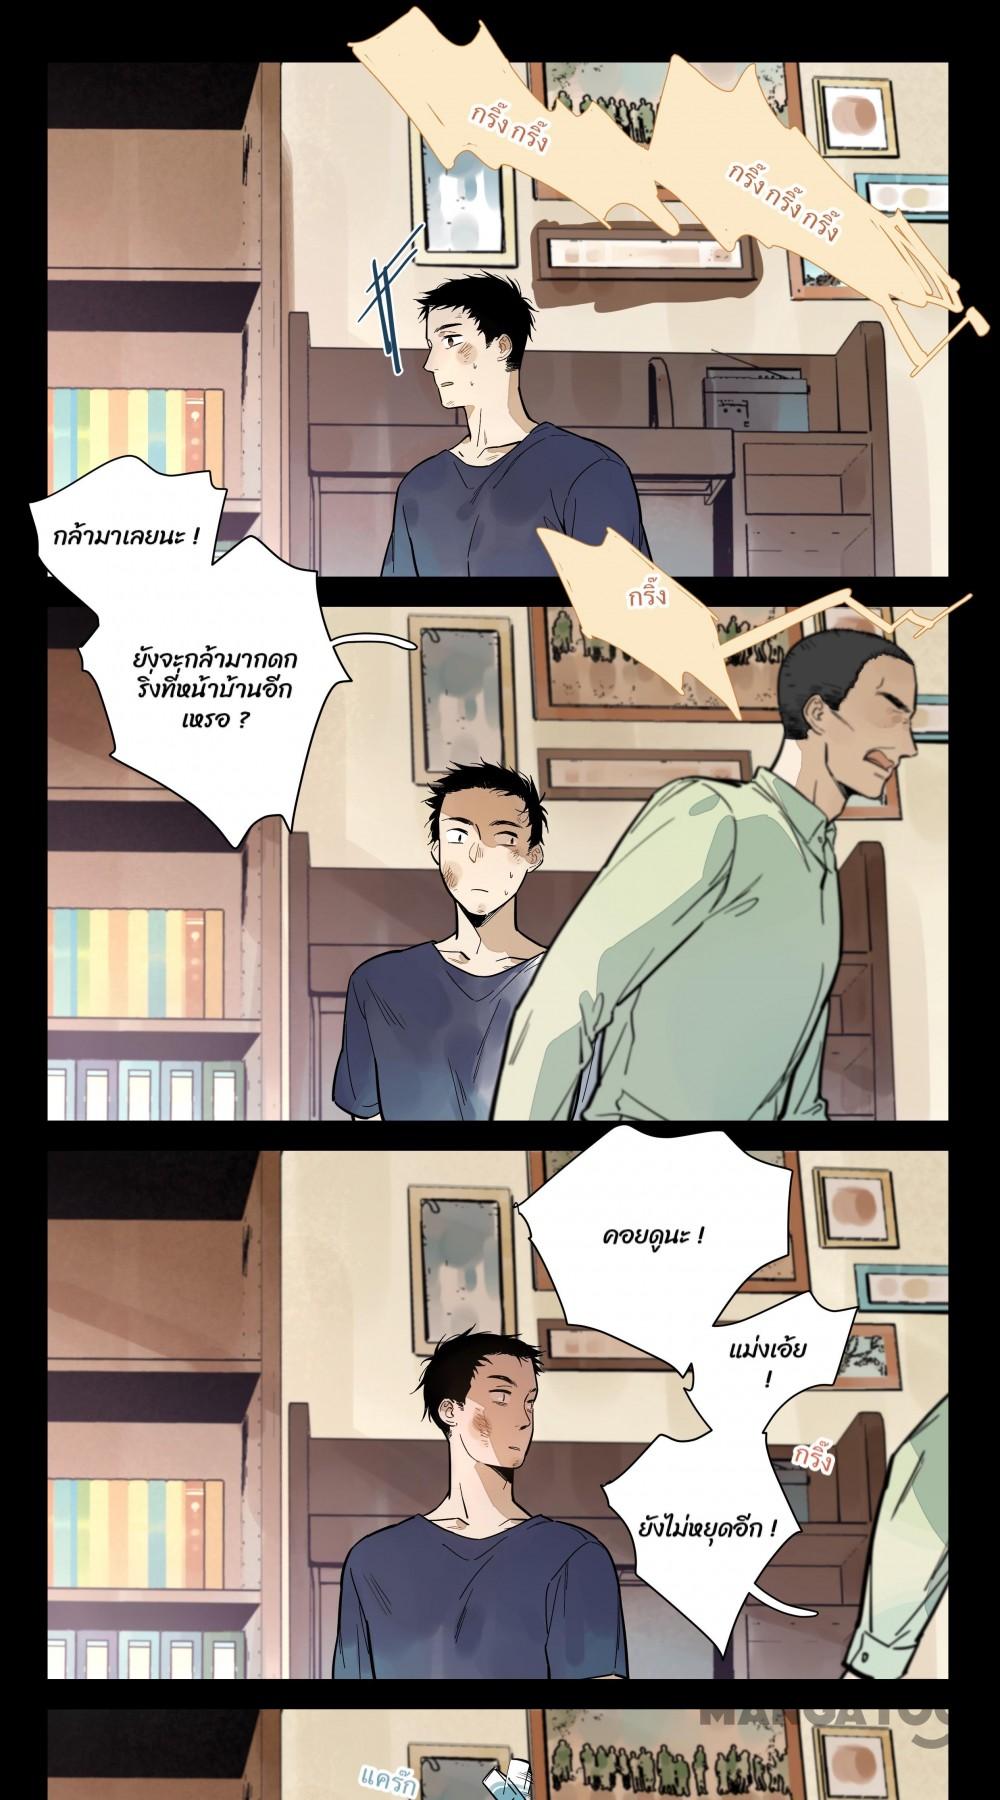 กริ๊งกริ๊ง
กริ๊งกริ๊งกริ๊ง
กล้ามาเลยนะ !
กริ๊ง
ยังจะกล้ามากดก
ริ่งที่หน้าบ้านอีก
เหรอ ?
คอยดูนะ !
แม่งเอ้ย
!
กริ๊ง
ยังไม่หยุดอีก !
MANGATOON
แคร๊ก